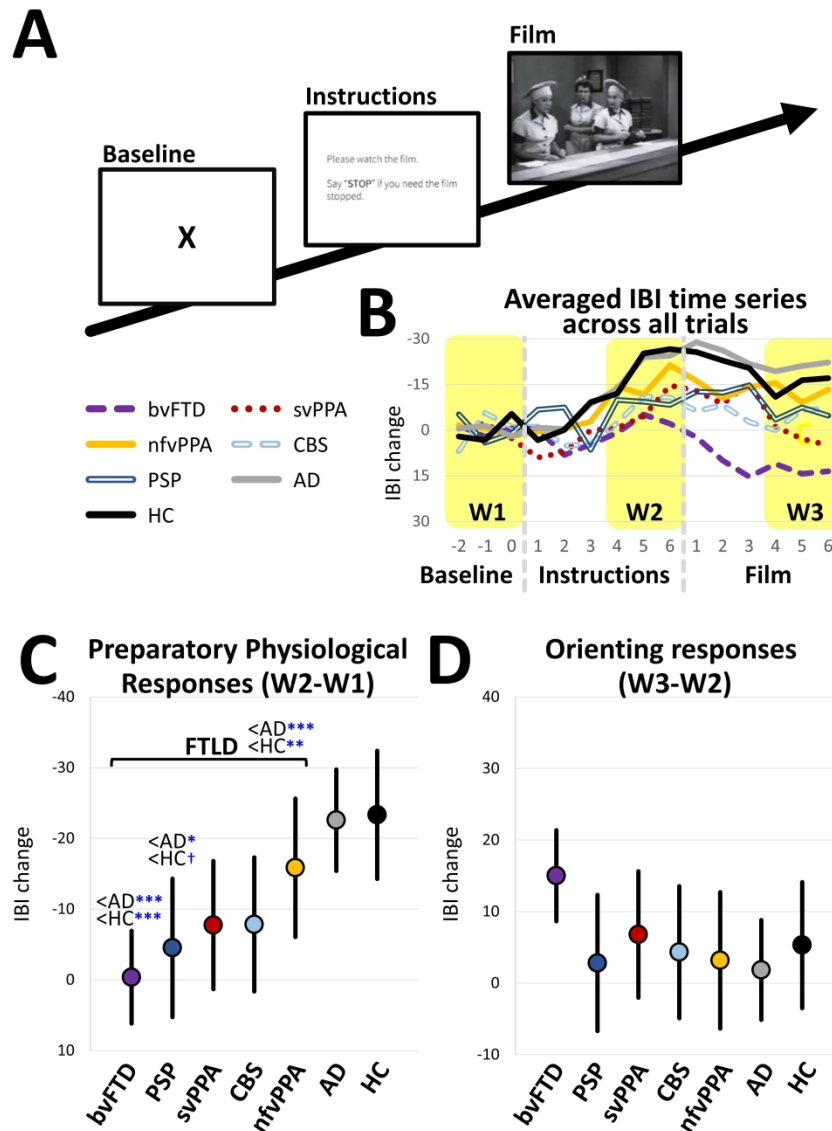 A
Film
Instructions
Please watch the film.
Say "STOP" if you need the film
stopped.
Baseline
X
B
Averaged IBI time series
across all trials
bvFTD
svPPA
nfvPPA
CBS
PSP
AD
HC
IBI change
-30
-15
0
15
30
W1
W2
W3
-2 -1 0 1 2 3 4 5 6 1 2 3 4 5 6
Baseline Instructions Film
C
Preparatory Physiological
Responses (W2-W1)
IBI change
-40
-30
-20
-10
0
10
FTLD
<AD***
<HC**
<AD*
<HC†
<AD***
<HC***
bvFTD PSP svPPA CBS nfvPPA AD HC
D
Orienting responses
(W3-W2)
IBI change
40
30
20
10
0
-10
bvFTD PSP svPPA CBS nfvPPA AD HC